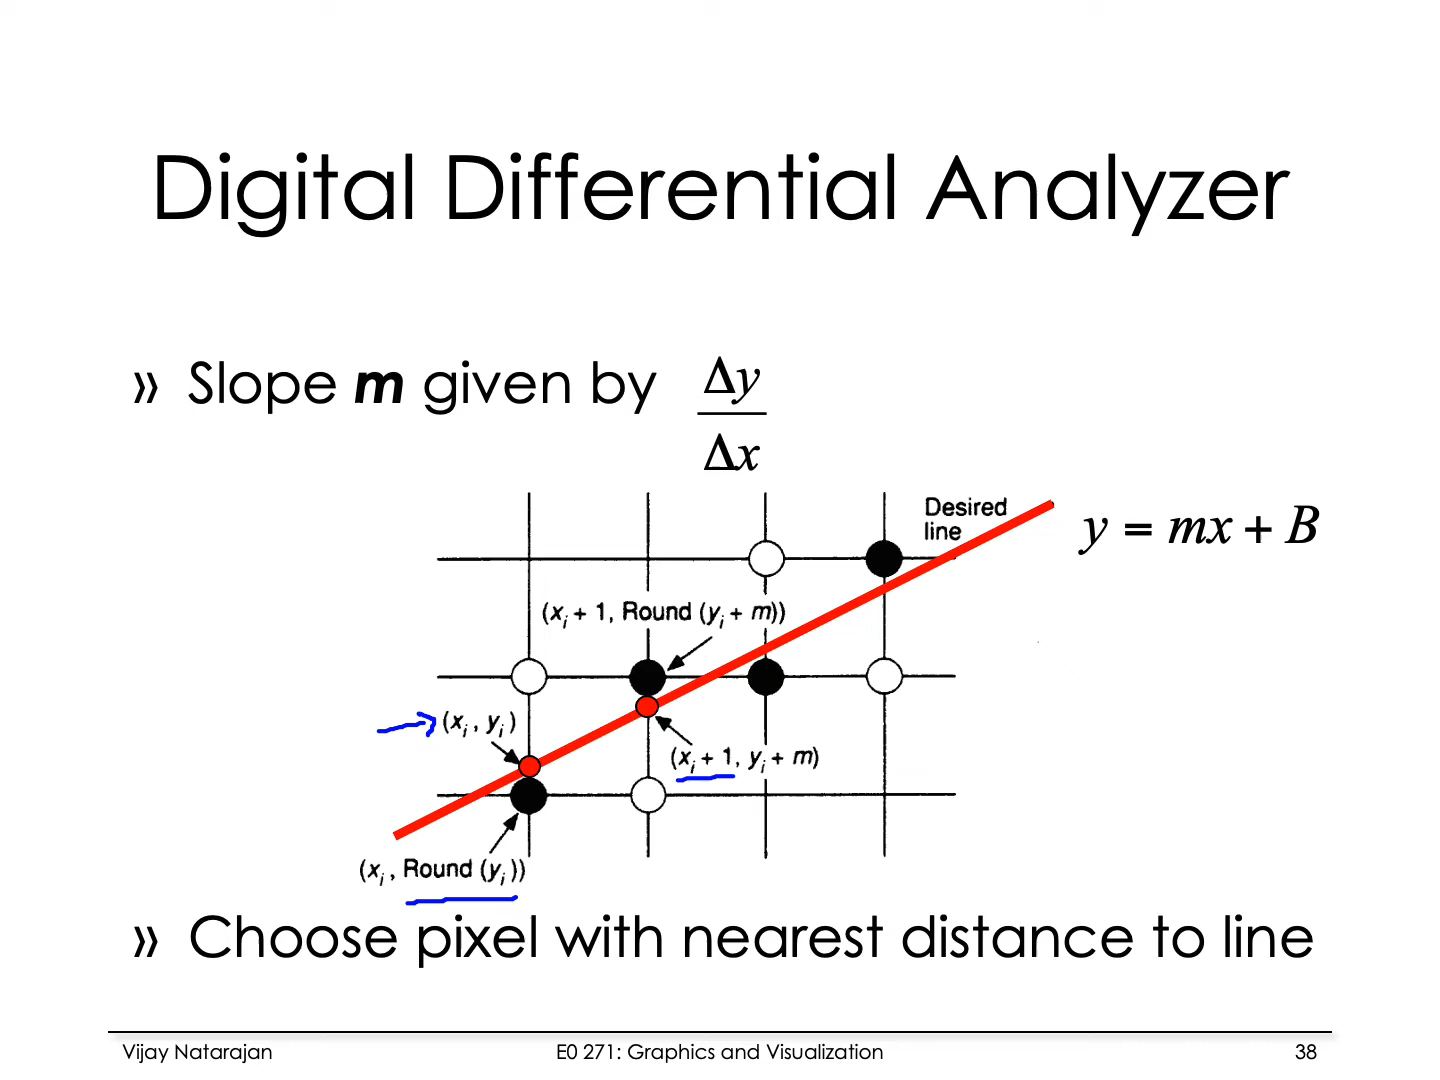 Digital Differential Analyzer
» Slope m given by Δy/Δx
Desired
line
y = mx + B
(xᵢ + 1, Round (yᵢ + m))
(xᵢ , yᵢ)
(xᵢ + 1, yᵢ + m)
(xᵢ , Round (yᵢ))
» Choose pixel with nearest distance to line
Vijay Natarajan
E0 271: Graphics and Visualization
38